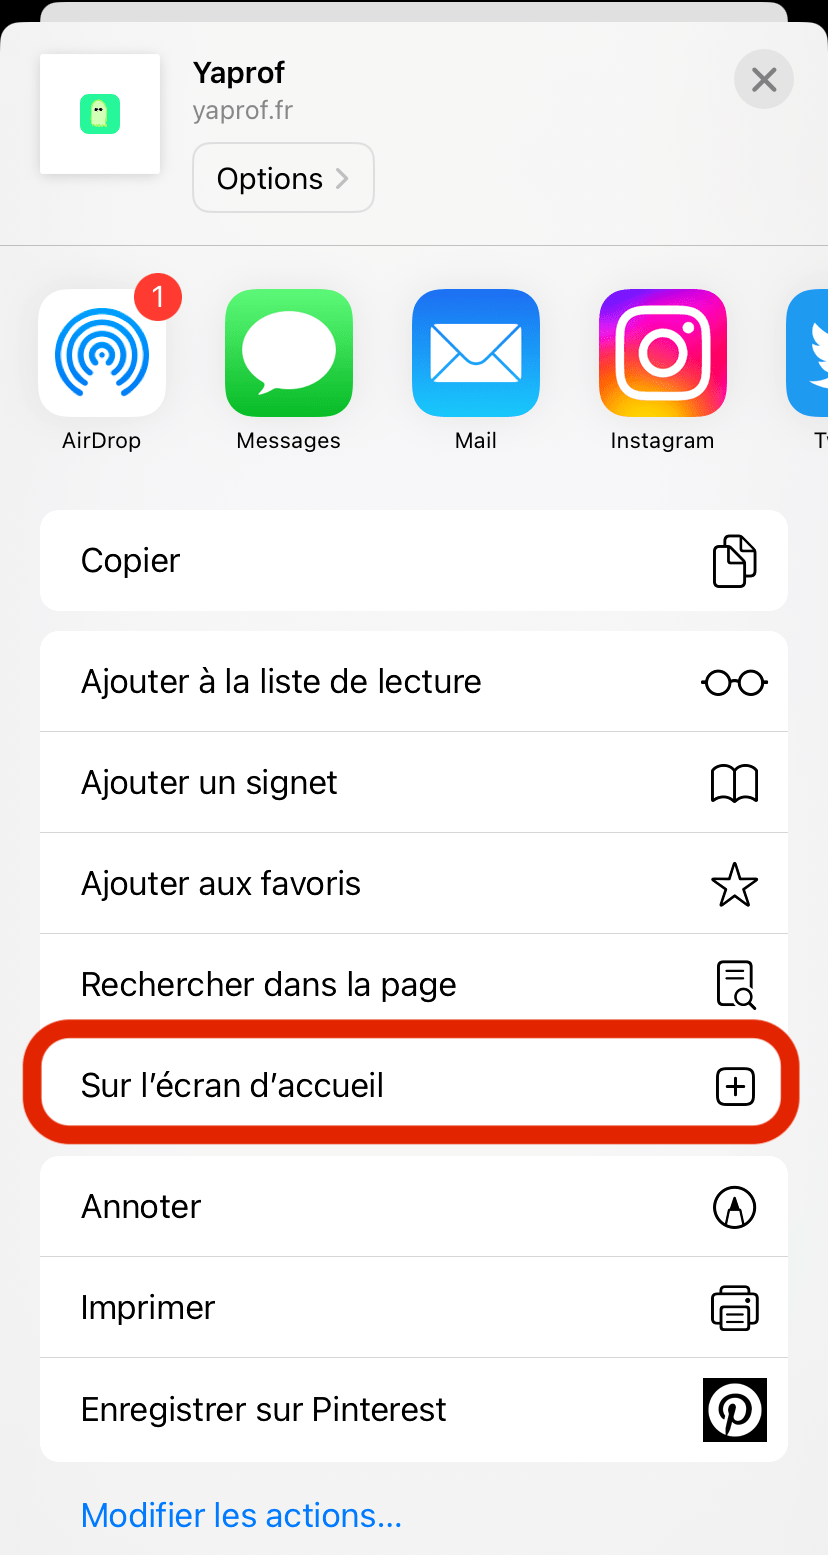 Yaprof
yaprof.fr
Options
1
AirDrop
Messages
Mail
Instagram
Copier
Ajouter à la liste de lecture
Ajouter un signet
Ajouter aux favoris
Rechercher dans la page
Sur l’écran d’accueil
Annoter
Imprimer
Enregistrer sur Pinterest
Modifier les actions...